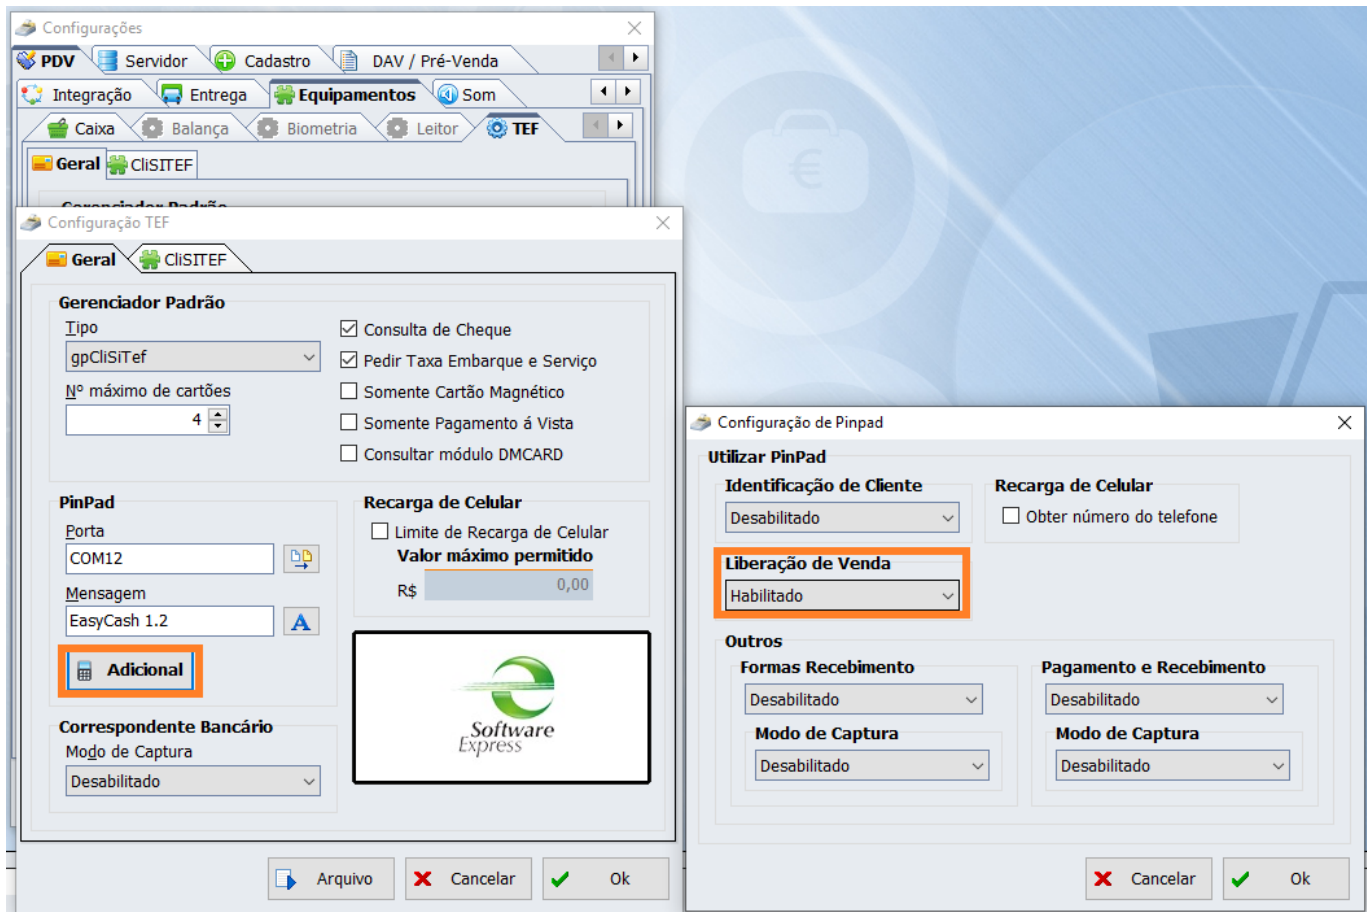 Configurações
PDV Servidor Cadastro DAV / Pré-Venda
Integração Entrega Equipamentos Som
Caixa Balança Biometria Leitor TEF
Geral CliSITEF
Gerenciador Padrão
Configuração TEF
Geral CliSITEF
Gerenciador Padrão
Tipo
gpCliSiTef
Nº máximo de cartões
4
Consulta de Cheque
Pedir Taxa Embarque e Serviço
Somente Cartão Magnético
Somente Pagamento á Vista
Consultar módulo DMCARD
PinPad
Porta
COM12
Mensagem
EasyCash 1.2
A
Adicional
Recarga de Celular
Limite de Recarga de Celular
Valor máximo permitido
R$ 0,00
Correspondente Bancário
Modo de Captura
Desabilitado
Software
Express
Arquivo Cancelar Ok
Configuração de Pinpad
Utilizar PinPad
Identificação de Cliente
Desabilitado
Recarga de Celular
Obter número do telefone
Liberação de Venda
Habilitado
Outros
Formas Recebimento
Desabilitado
Modo de Captura
Desabilitado
Pagamento e Recebimento
Desabilitado
Modo de Captura
Desabilitado
Cancelar Ok
€